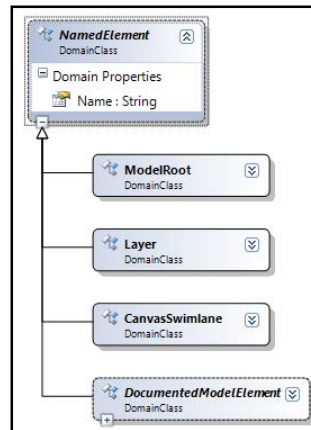 NamedElement
DomainClass
Domain Properties
Name : String
ModelRoot
DomainClass
Layer
DomainClass
CanvasSwimlane
DomainClass
DocumentedModelElement
DomainClass